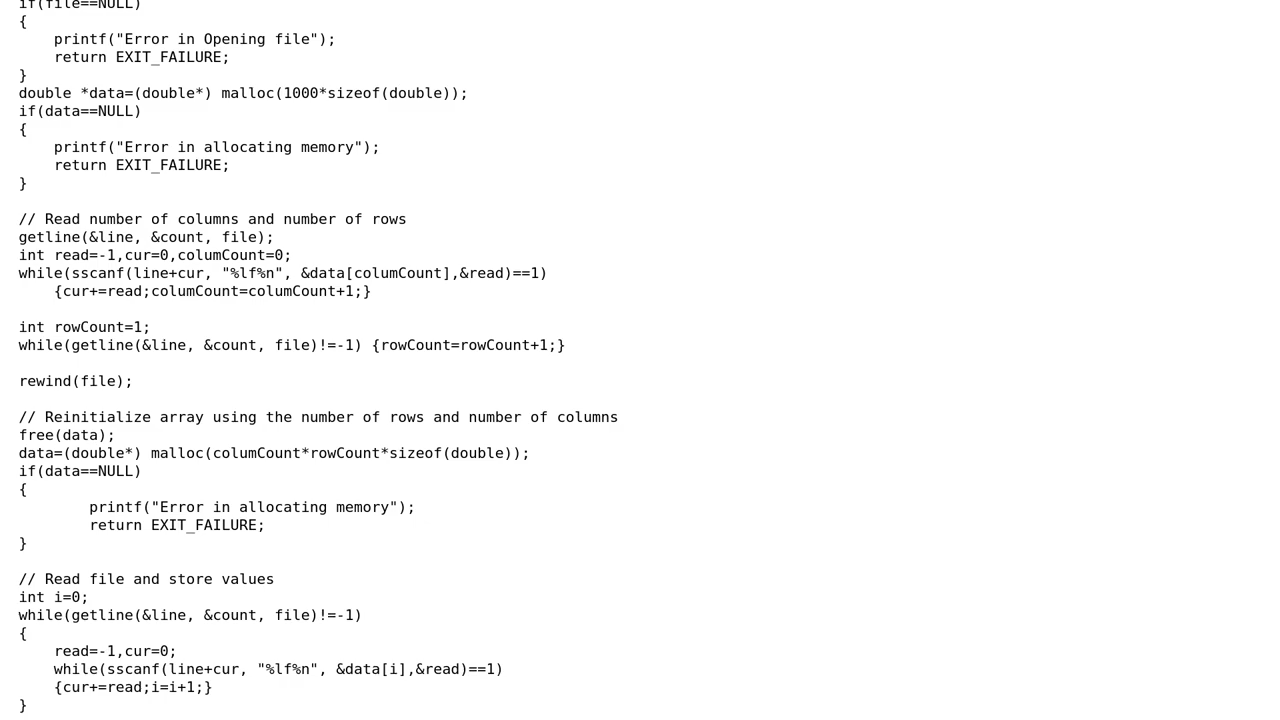 if(file==NULL)
{
    printf("Error in Opening file");
    return EXIT_FAILURE;
}
double *data=(double*) malloc(1000*sizeof(double));
if(data==NULL)
{
    printf("Error in allocating memory");
    return EXIT_FAILURE;
}

// Read number of columns and number of rows
getline(&line, &count, file);
int read=-1,cur=0,columCount=0;
while(sscanf(line+cur, "%lf%n", &data[columCount],&read)==1)
    {cur+=read;columCount=columCount+1;}

int rowCount=1;
while(getline(&line, &count, file)!=-1) {rowCount=rowCount+1;}

rewind(file);

// Reinitialize array using the number of rows and number of columns
free(data);
data=(double*) malloc(columCount*rowCount*sizeof(double));
if(data==NULL)
{
        printf("Error in allocating memory");
        return EXIT_FAILURE;
}

// Read file and store values
int i=0;
while(getline(&line, &count, file)!=-1)
{
    read=-1,cur=0;
    while(sscanf(line+cur, "%lf%n", &data[i],&read)==1)
    {cur+=read;i=i+1;}
}